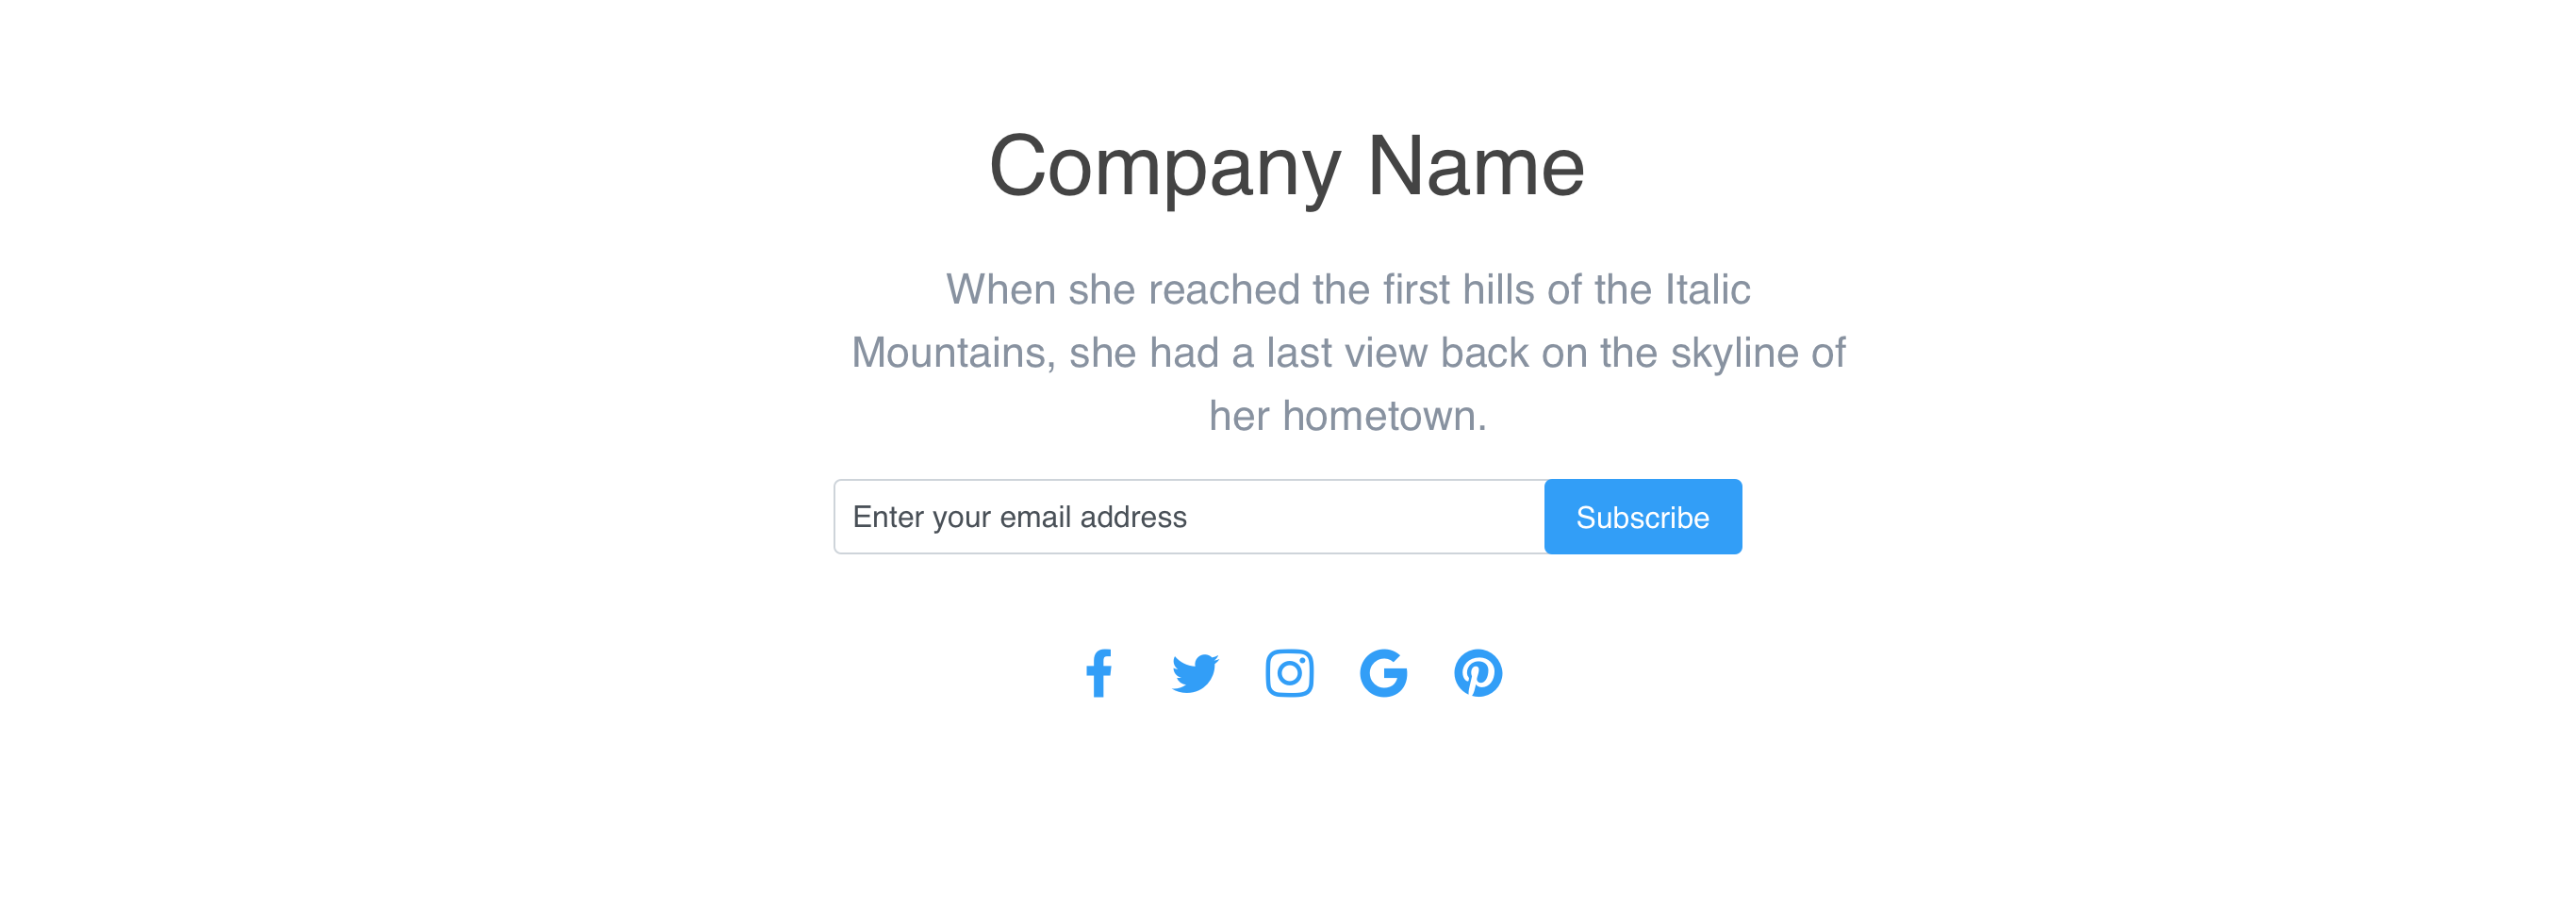 Company Name
When she reached the first hills of the Italic
Mountains, she had a last view back on the skyline of
her hometown.
Enter your email address
Subscribe